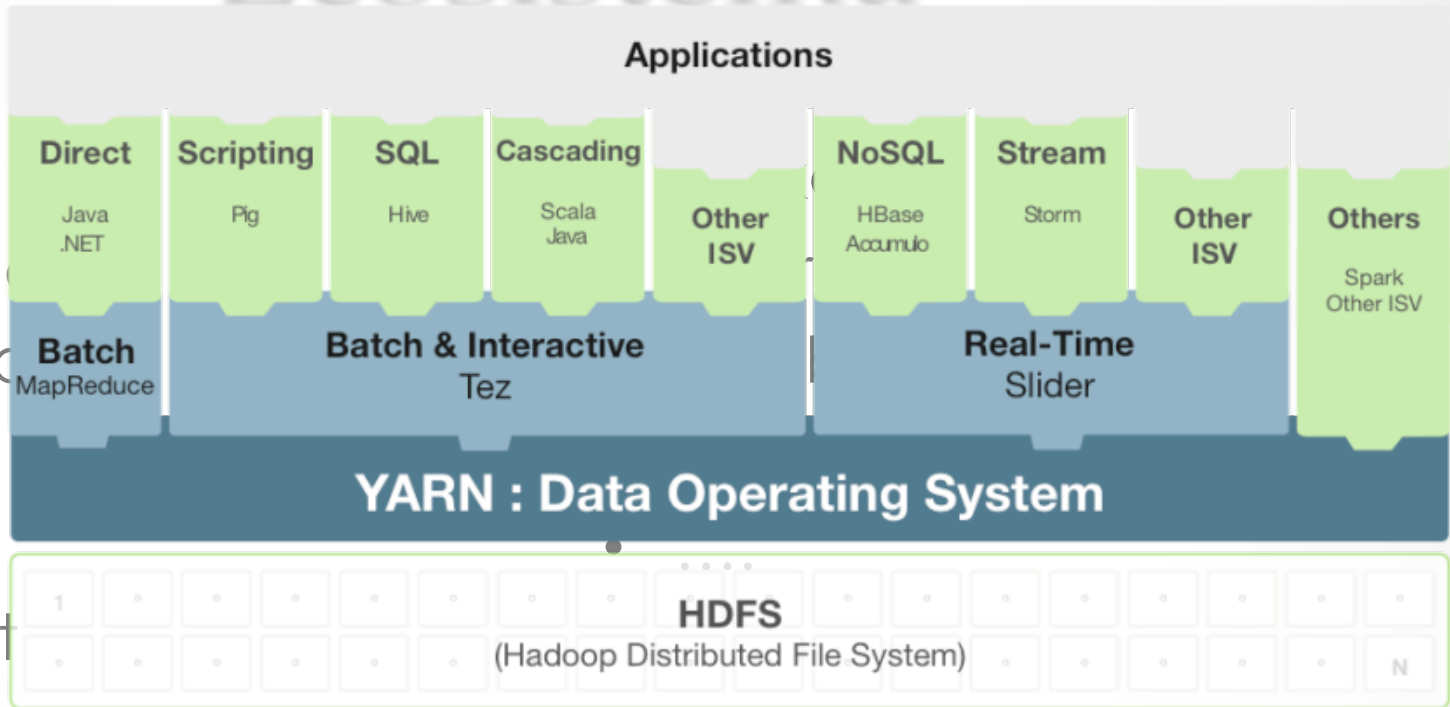 Ecosistema
Applications
Direct
Java
.NET
Scripting
Pig
SQL
Hive
Cascading
Scala
Java
Other
ISV
NoSQL
HBase
Accumulo
Stream
Storm
Other
ISV
Others
Spark
Other ISV
Batch
MapReduce
Batch & Interactive
Tez
Real-Time
Slider
YARN : Data Operating System
1
HDFS
(Hadoop Distributed File System)
N